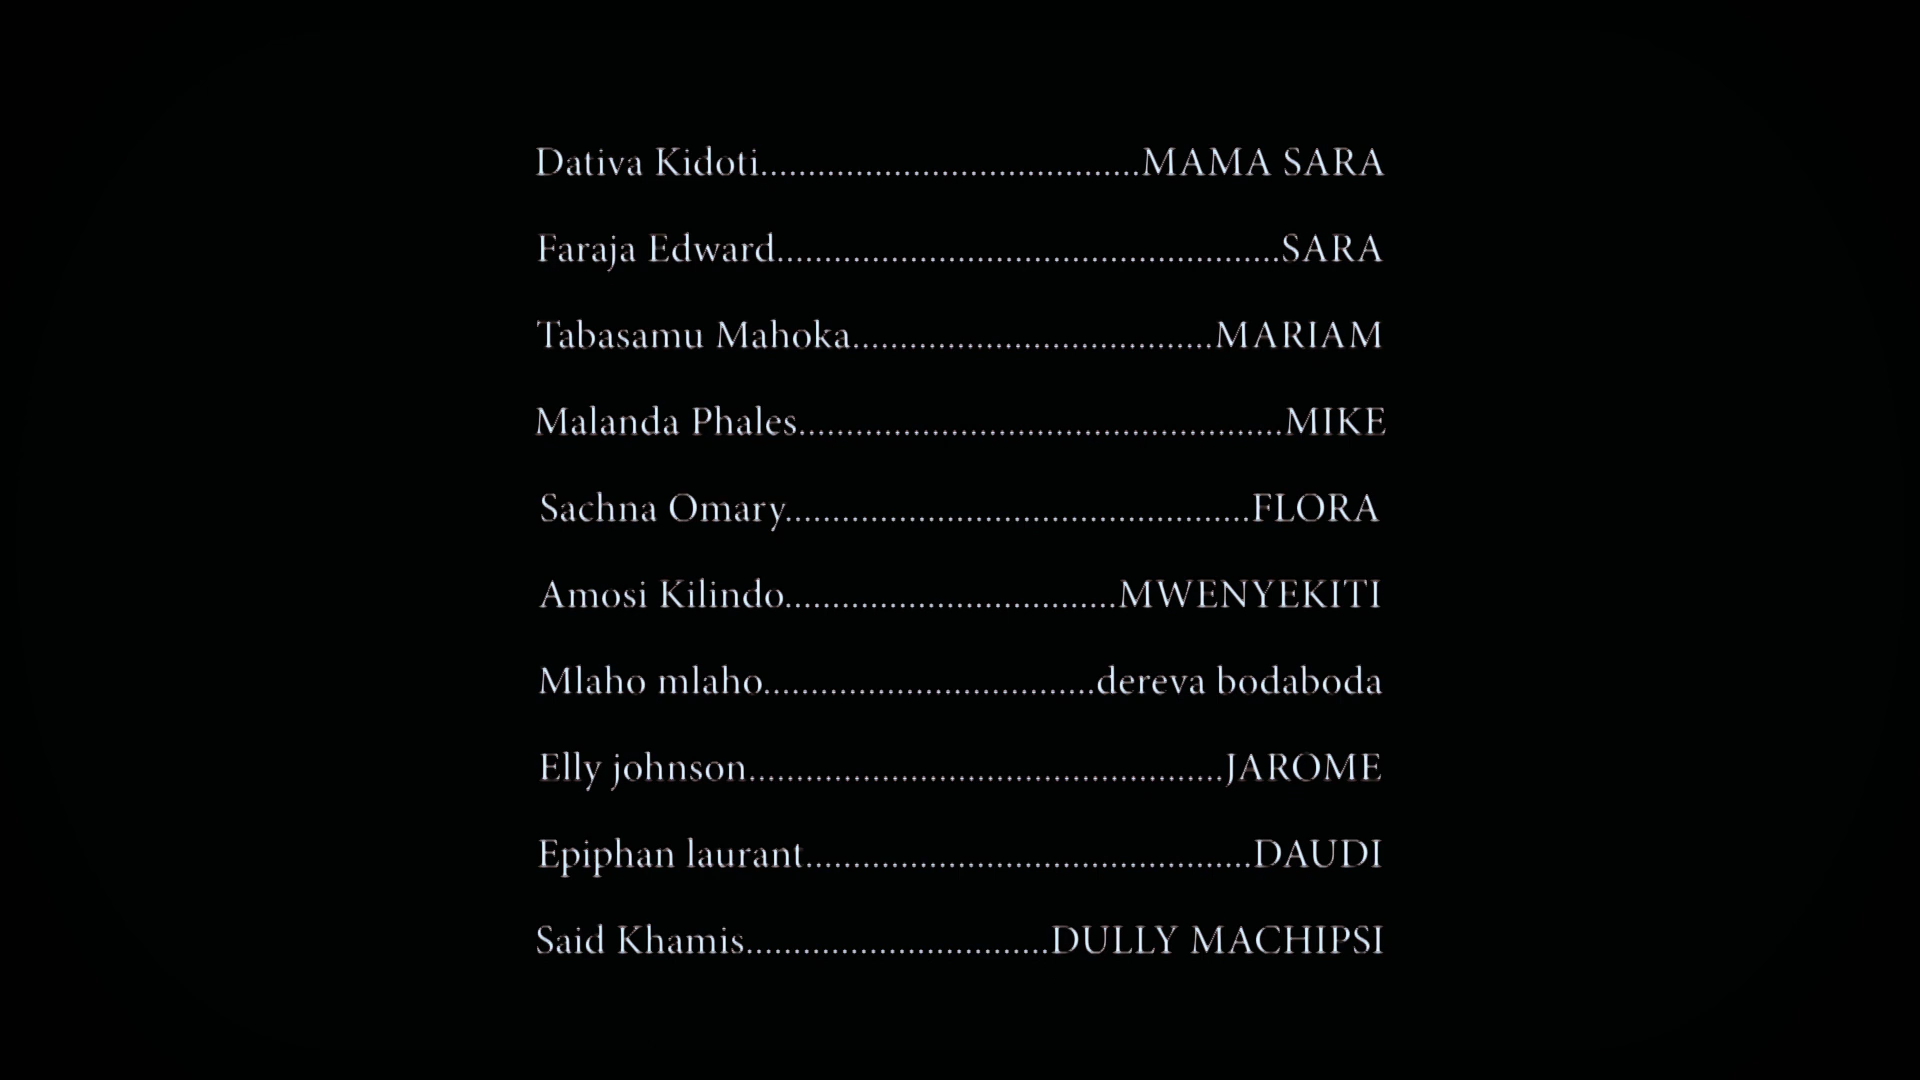 Dativa Kidoti........................................MAMA SARA
Faraja Edward.....................................................SARA
Tabasamu Mahoka......................................MARIAM
Malanda Phales...................................................MIKE
Sachna Omary.................................................FLORA
Amosi Kilindo...................................MWENYEKITI
Mlaho mlaho...................................dereva bodaboda
Elly johnson..................................................JAROME
Epiphan laurant...............................................DAUDI
Said Khamis................................DULLY MACHIPSI